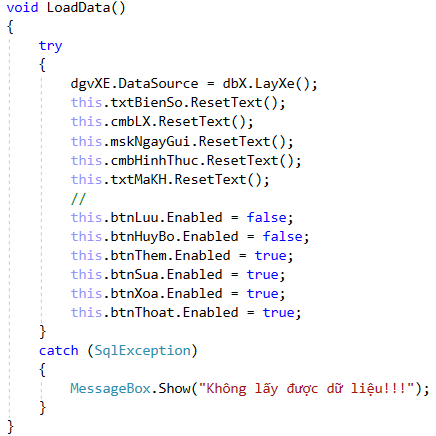 void LoadData()
{
    try
    {
        dgvXE.DataSource = dbX.LayXe();
        this.txtBienSo.ResetText();
        this.cmbLX.ResetText();
        this.mskNgayGui.ResetText();
        this.cmbHinhThuc.ResetText();
        this.txtMaKH.ResetText();
        //
        this.btnLuu.Enabled = false;
        this.btnHuyBo.Enabled = false;
        this.btnThem.Enabled = true;
        this.btnSua.Enabled = true;
        this.btnXoa.Enabled = true;
        this.btnThoat.Enabled = true;
    }
    catch (SqlException)
    {
        MessageBox.Show("Không lấy được dữ liệu!!!");
    }
}